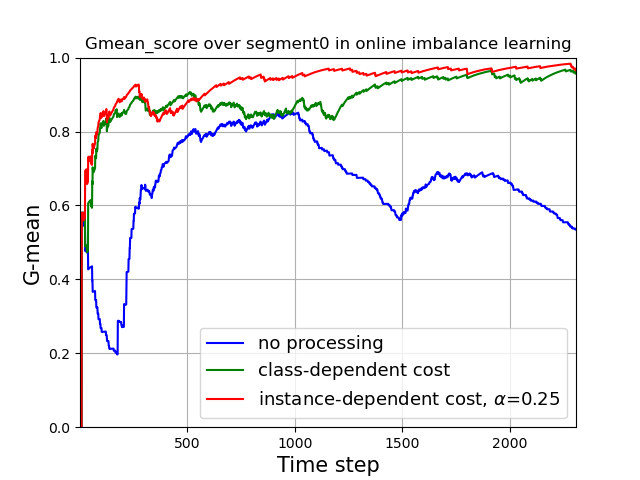 Gmean_score over segment0 in online imbalance learning
1.0
0.8
0.6
0.4
0.2
0.0
G-mean
no processing
class-dependent cost
instance-dependent cost, α=0.25
500
1000
1500
2000
Time step